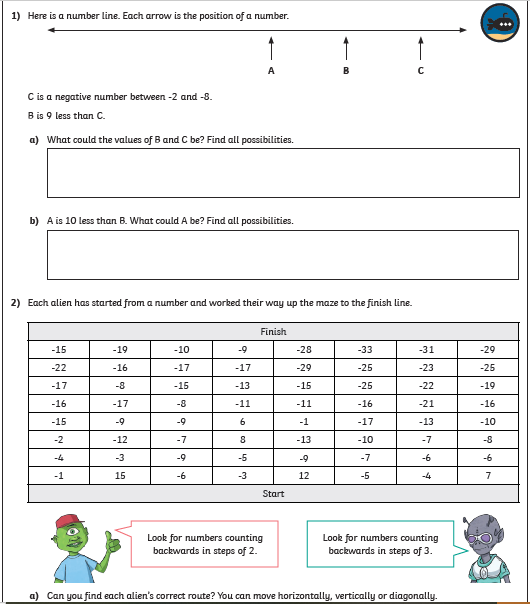 1) Here is a number line. Each arrow is the position of a number.
A B C
C is a negative number between -2 and -8.
B is 9 less than C.
a) What could the values of B and C be? Find all possibilities.
b) A is 10 less than B. What could A be? Find all possibilities.
2) Each alien has started from a number and worked their way up the maze to the finish line.
Finish
-15 -19 -10 -9 -28 -33 -31 -29
-22 -16 -17 -17 -29 -25 -23 -25
-17 -8 -15 -13 -15 -25 -22 -19
-16 -17 -8 -11 -11 -16 -21 -16
-15 -9 -9 6 -1 -17 -13 -10
-2 -12 -7 8 -13 -10 -7 -8
-4 -3 -9 -5 -9 -7 -6 -6
-1 15 -6 -3 12 -5 -4 7
Start
Look for numbers counting
backwards in steps of 2.
Look for numbers counting
backwards in steps of 3.
a) Can you find each alien's correct route? You can move horizontally, vertically or diagonally.